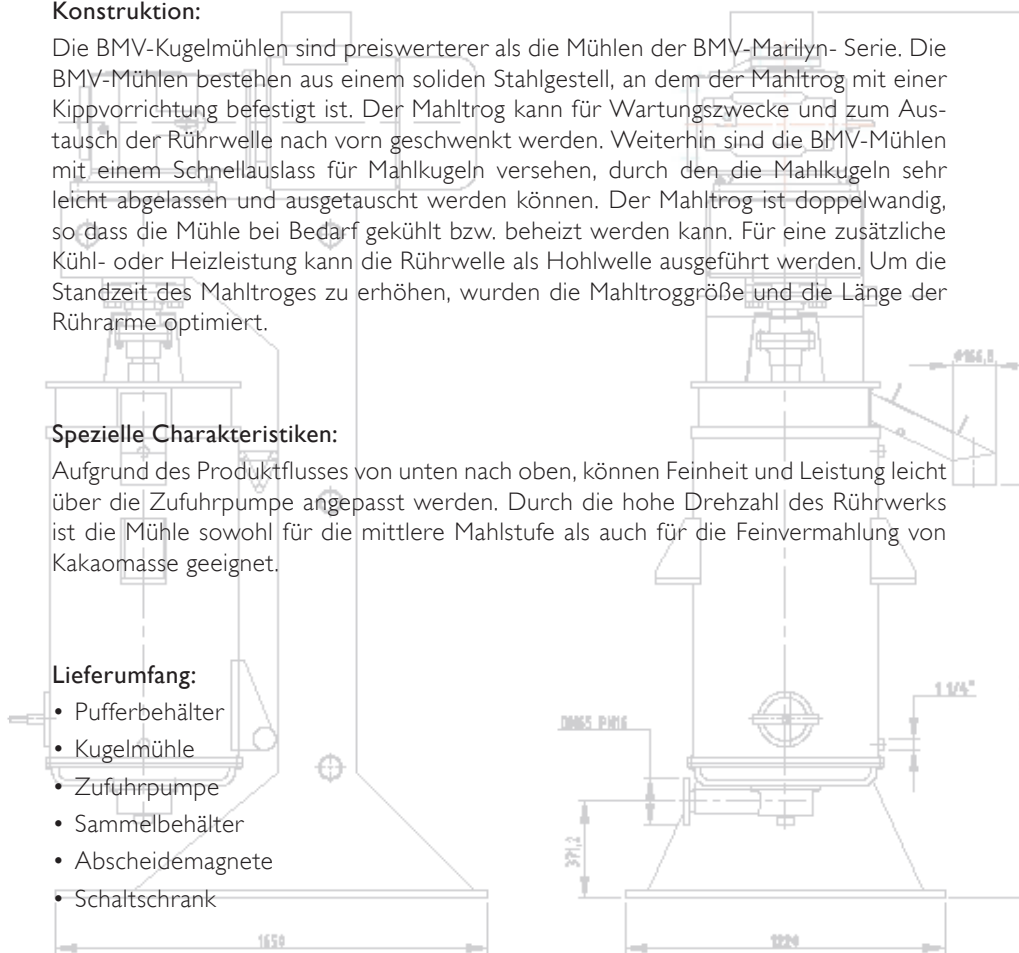 Konstruktion:
Die BMV-Kugelmühlen sind preiswerterer als die Mühlen der BMV-Marilyn- Serie. Die
BMV-Mühlen bestehen aus einem soliden Stahlgestell, an dem der Mahltrog mit einer
Kippvorrichtung befestigt ist. Der Mahltrog kann für Wartungszwecke und zum Aus-
tausch der Rührwelle nach vorn geschwenkt werden. Weiterhin sind die BMV-Mühlen
mit einem Schnellauslass für Mahlkugeln versehen, durch den die Mahlkugeln sehr
leicht abgelassen und ausgetauscht werden können. Der Mahltrog ist doppelwandig,
so dass die Mühle bei Bedarf gekühlt bzw. beheizt werden kann. Für eine zusätzliche
Kühl- oder Heizleistung kann die Rührwelle als Hohlwelle ausgeführt werden. Um die
Standzeit des Mahltroges zu erhöhen, wurden die Mahltroggröße und die Länge der
Rührarme optimiert.
Φ166,8
Spezielle Charakteristiken:
Aufgrund des Produktflusses von unten nach oben, können Feinheit und Leistung leicht
über die Zufuhrpumpe angepasst werden. Durch die hohe Drehzahl des Rührwerks
ist die Mühle sowohl für die mittlere Mahlstufe als auch für die Feinvermahlung von
Kakaomasse geeignet.
Lieferumfang:
• Pufferbehälter
• Kugelmühle
• Zufuhrpumpe
• Sammelbehälter
• Abscheidemagnete
• Schaltschrank
1 1/4"
DN65 PN16
371,2
1650
1220